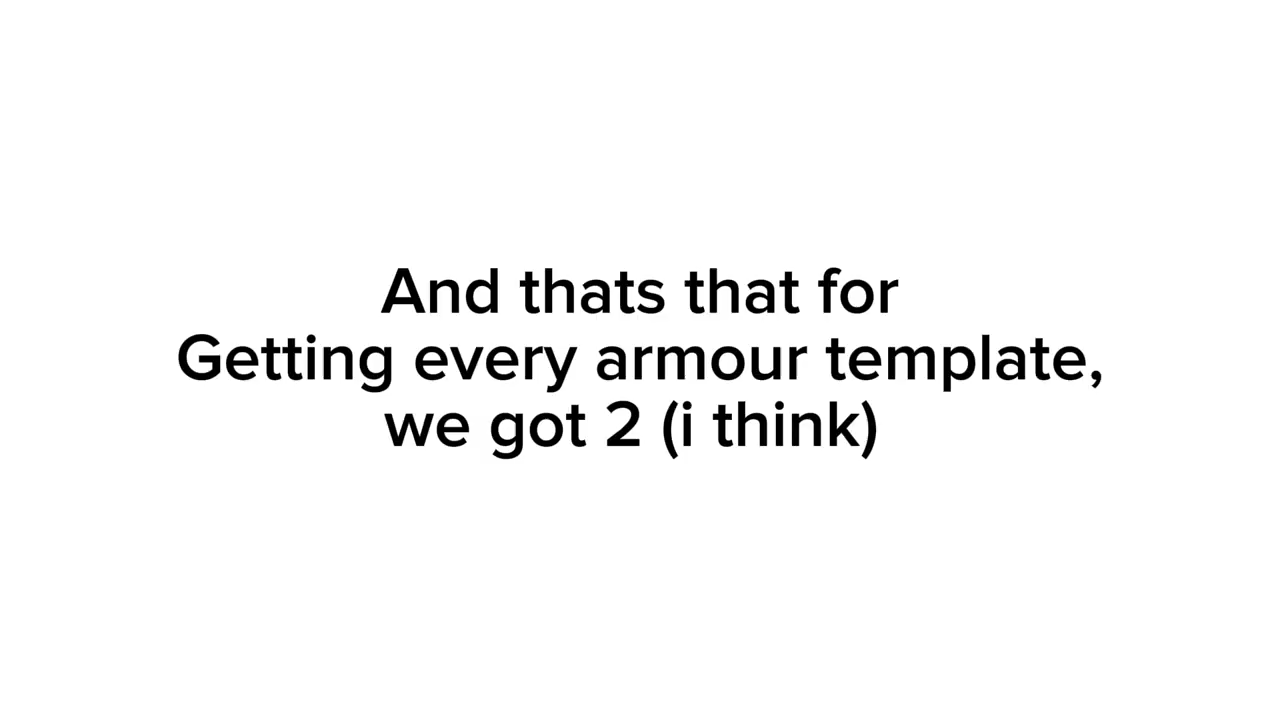 And thats that for
Getting every armour template,
we got 2 (i think)